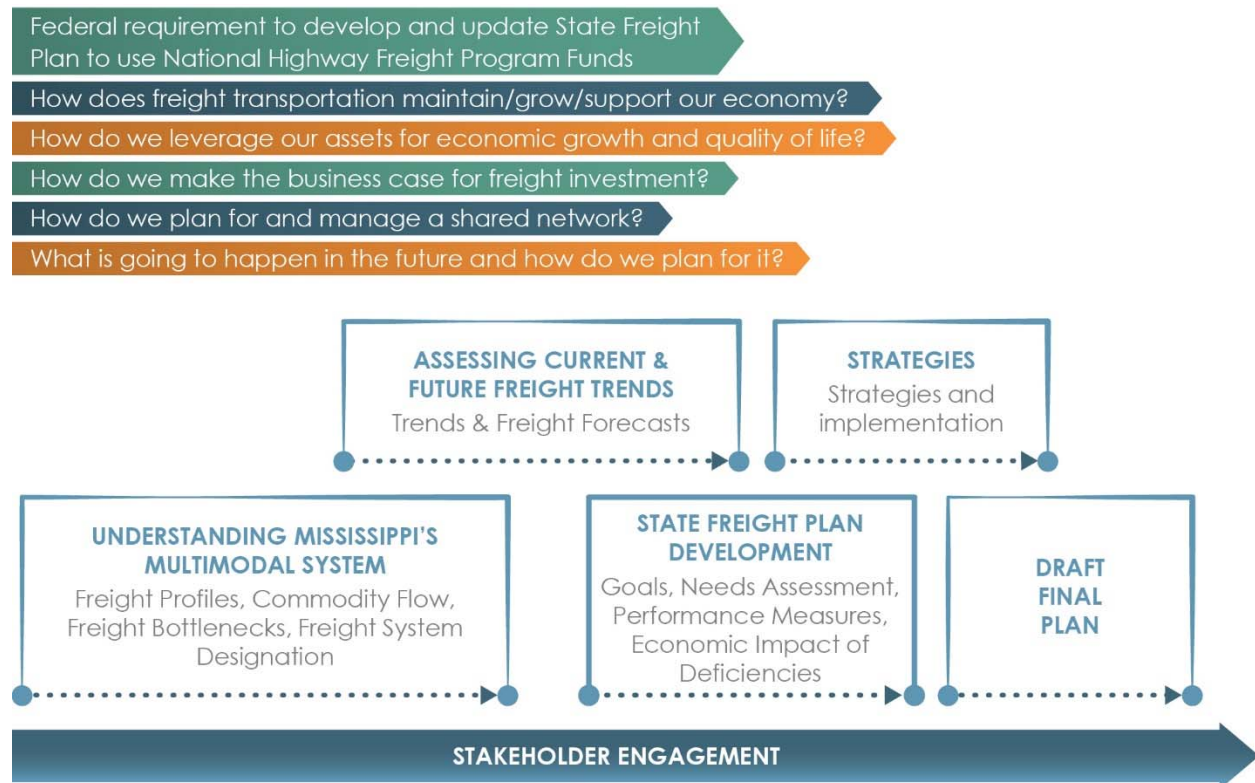 Federal requirement to develop and update State Freight
Plan to use National Highway Freight Program Funds
How does freight transportation maintain/grow/support our economy?
How do we leverage our assets for economic growth and quality of life?
How do we make the business case for freight investment?
How do we plan for and manage a shared network?
What is going to happen in the future and how do we plan for it?
ASSESSING CURRENT &
FUTURE FREIGHT TRENDS
Trends & Freight Forecasts
STRATEGIES
Strategies and
implementation
UNDERSTANDING MISSISSIPPI'S
MULTIMODAL SYSTEM
Freight Profiles, Commodity Flow,
Freight Bottlenecks, Freight System
Designation
STATE FREIGHT PLAN
DEVELOPMENT
Goals, Needs Assessment,
Performance Measures,
Economic Impact of
Deficiencies
DRAFT
FINAL
PLAN
STAKEHOLDER ENGAGEMENT